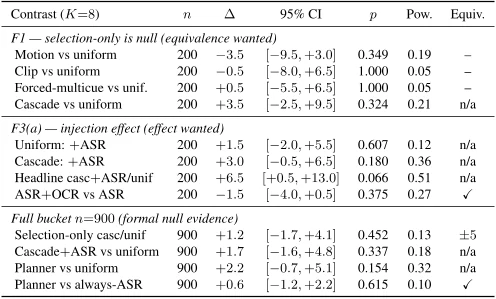 Contrast (K=8) n Δ 95% CI p Pow. Equiv.
F1 — selection-only is null (equivalence wanted)
Motion vs uniform 200 −3.5 [−9.5, +3.0] 0.349 0.19 –
Clip vs uniform 200 −0.5 [−8.0, +6.5] 1.000 0.05 –
Forced-multicue vs unif. 200 +0.5 [−5.5, +6.5] 1.000 0.05 –
Cascade vs uniform 200 +3.5 [−2.5, +9.5] 0.324 0.21 n/a
F3(a) — injection effect (effect wanted)
Uniform: +ASR 200 +1.5 [−2.0, +5.5] 0.607 0.12 n/a
Cascade: +ASR 200 +3.0 [−0.5, +6.5] 0.180 0.36 n/a
Headline casc+ASR/unif 200 +6.5 [+0.5, +13.0] 0.066 0.51 n/a
ASR+OCR vs ASR 200 −1.5 [−4.0, +0.5] 0.375 0.27 ✓
Full bucket n=900 (formal null evidence)
Selection-only casc/unif 900 +1.2 [−1.7, +4.1] 0.452 0.13 ±5
Cascade+ASR vs uniform 900 +1.7 [−1.6, +4.8] 0.337 0.18 n/a
Planner vs uniform 900 +2.2 [−0.7, +5.1] 0.154 0.32 n/a
Planner vs always-ASR 900 +0.6 [−1.2, +2.2] 0.615 0.10 ✓